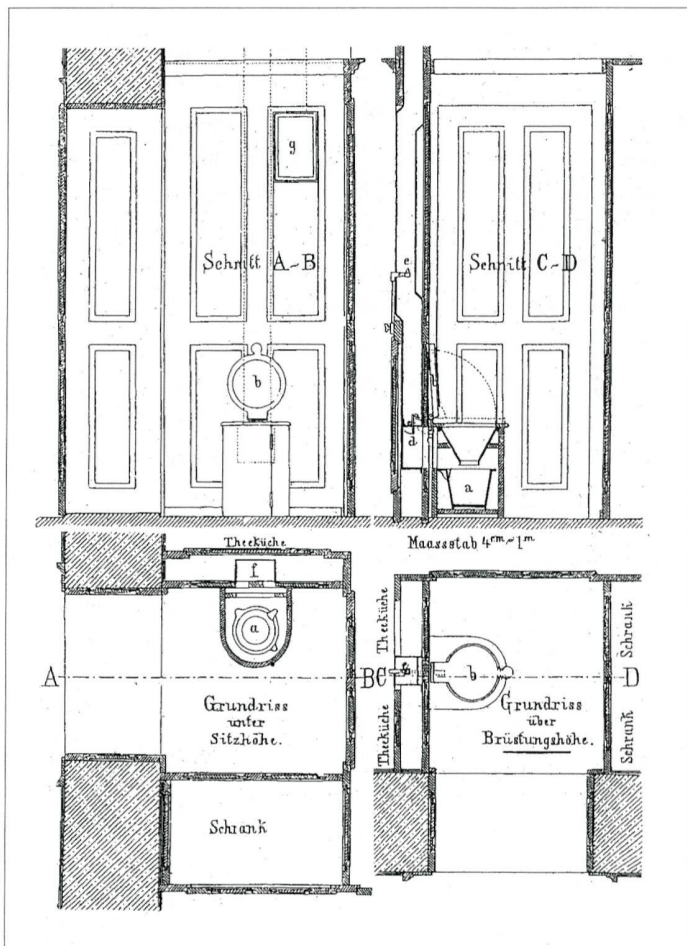 g
Schnitt A-B
b
e
Schnitt C-D
d
a
Theeküche
Maassstab 4cm = 1m
f
a
A
B
Grundriss
unter
Sitzhöhe.
Schrank
Theeküche
Theeküche
C
b
D
Schrank
Schrank
Grundriss
über
Brüstungshöhe.